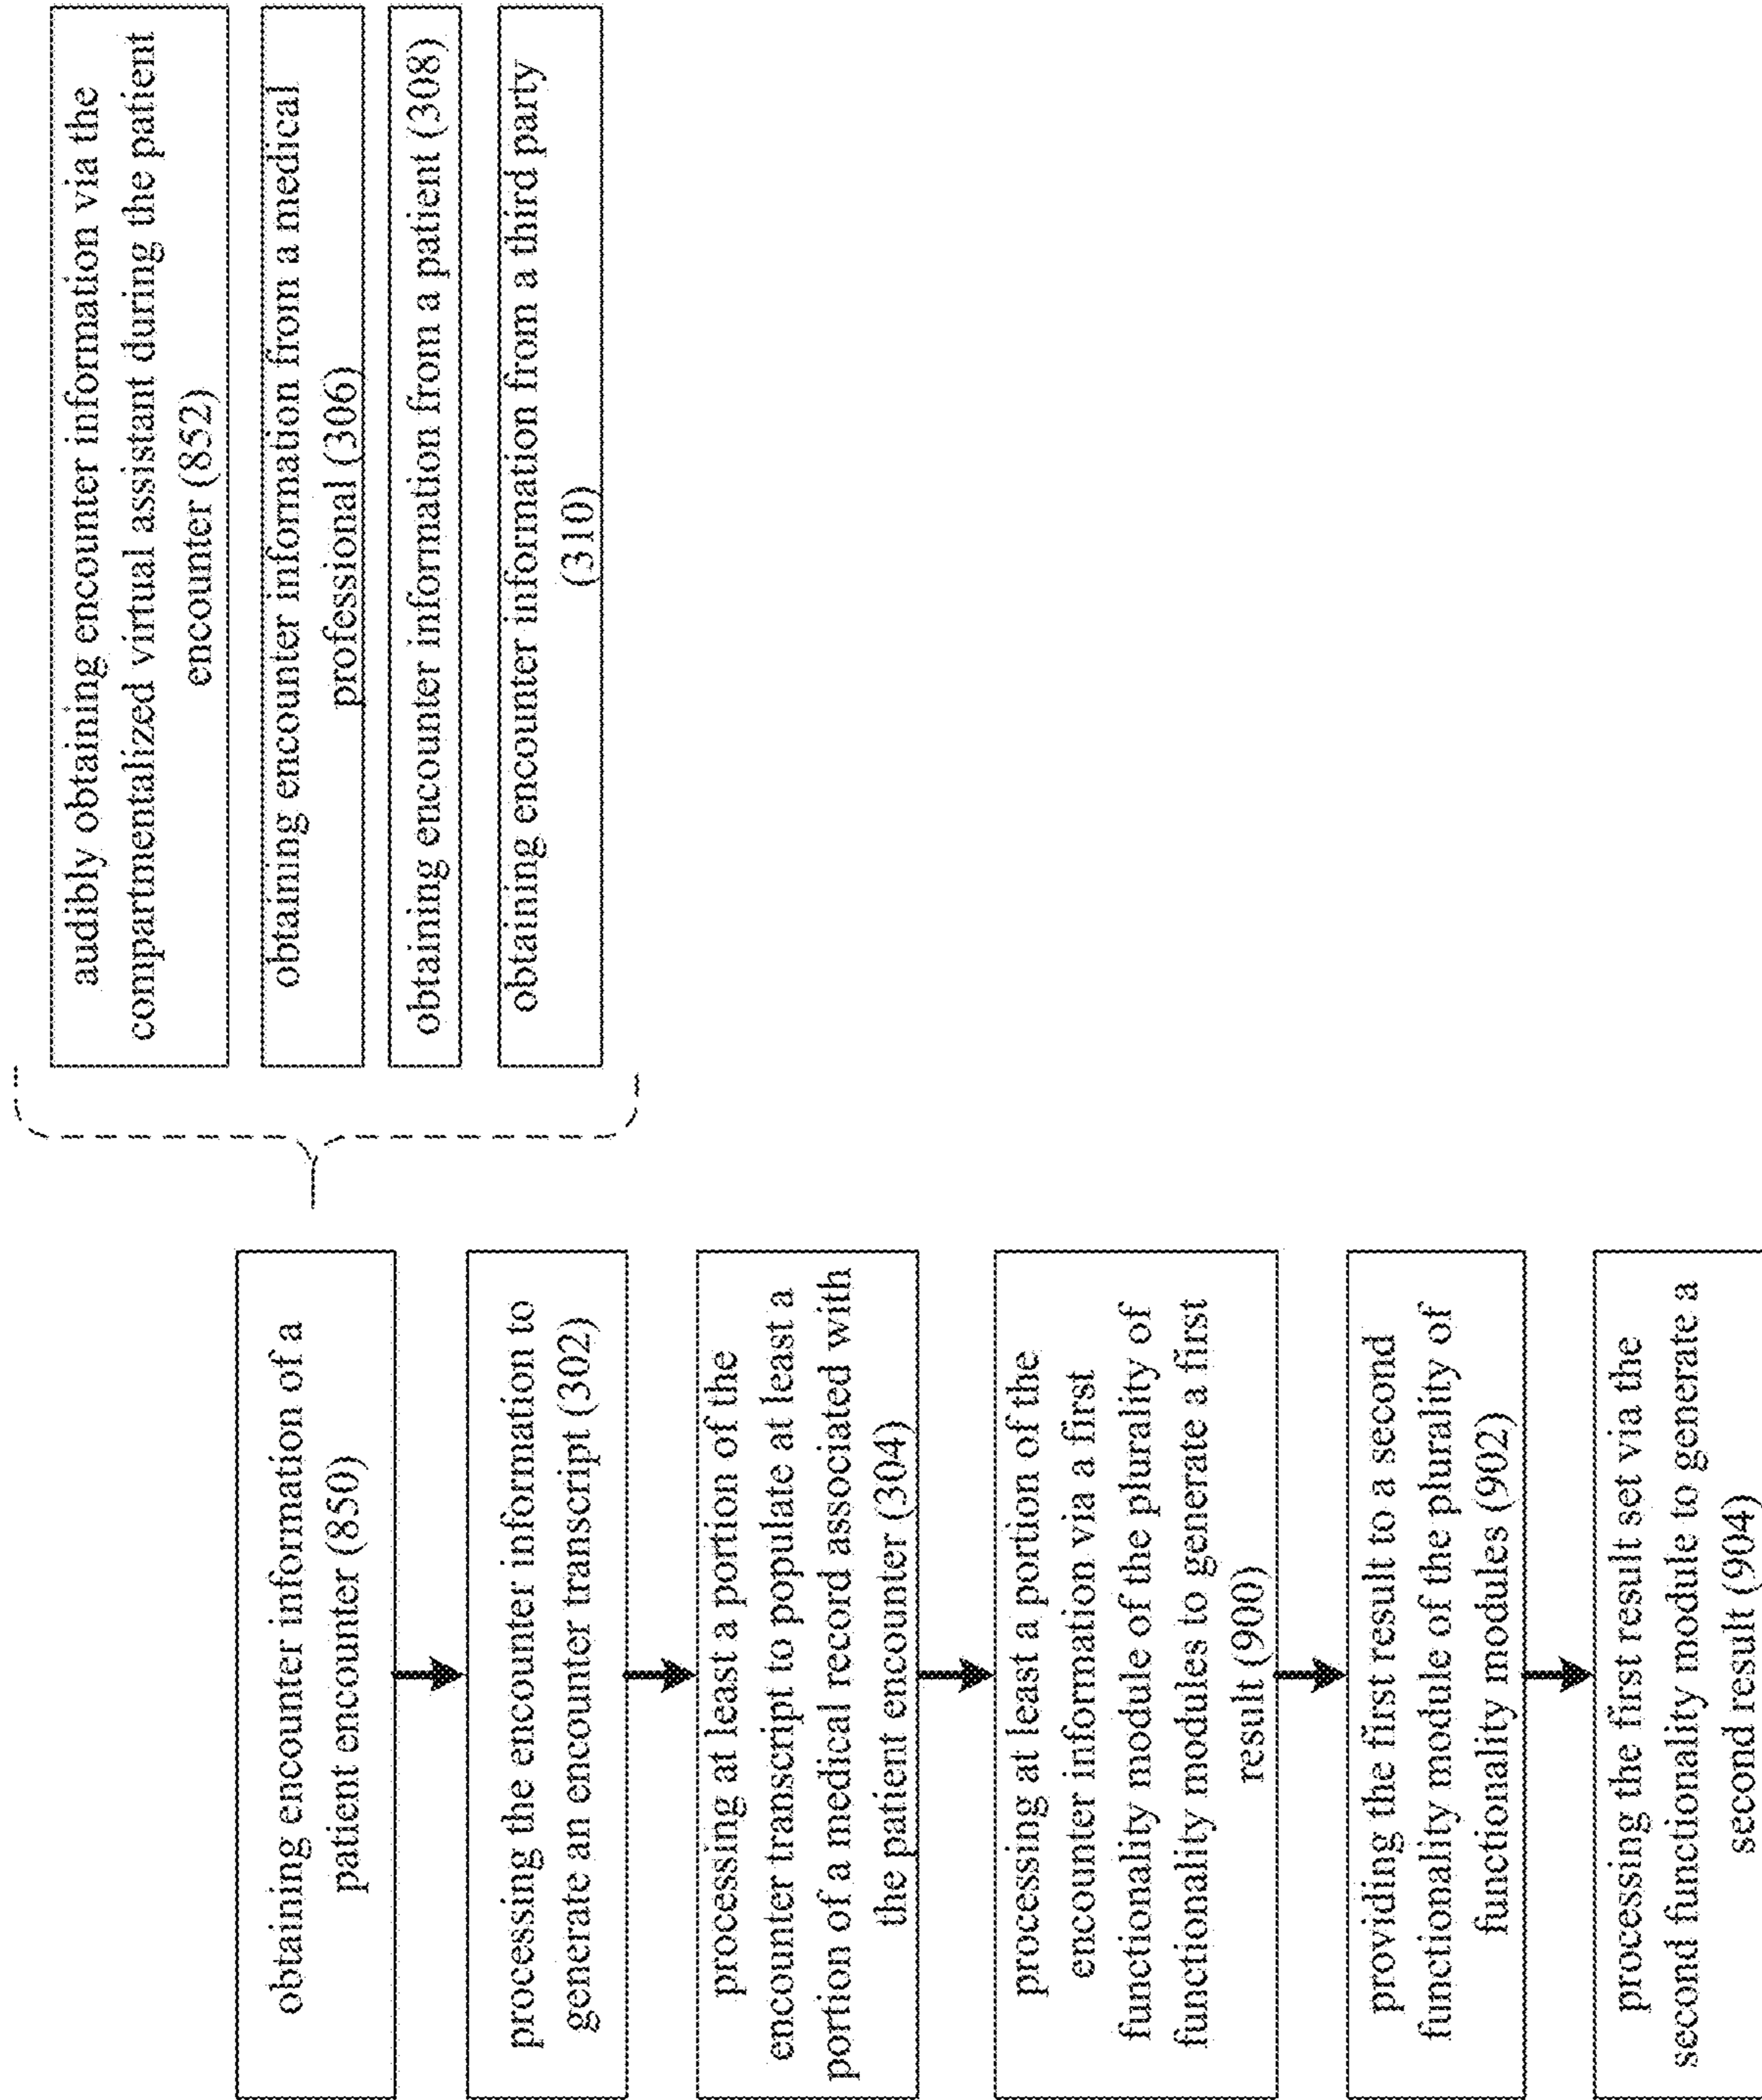 obtaining encounter information of a
patient encounter (850)
processing the encounter information to
generate an encounter transcript (302)
processing at least a portion of the
encounter transcript to populate at least a
portion of a medical record associated with
the patient encounter (304)
processing at least a portion of the
encounter information via a first
functionality module of the plurality of
functionality modules to generate a first
result (900)
providing the first result to a second
functionality module of the plurality of
functionality modules (902)
processing the first result set via the
second functionality module to generate a
second result (904)
audibly obtaining encounter information via the
compartmentalized virtual assistant during the patient
encounter (852)
obtaining encounter information from a medical
professional (306)
obtaining encounter information from a patient (308)
obtaining encounter information from a third party
(310)